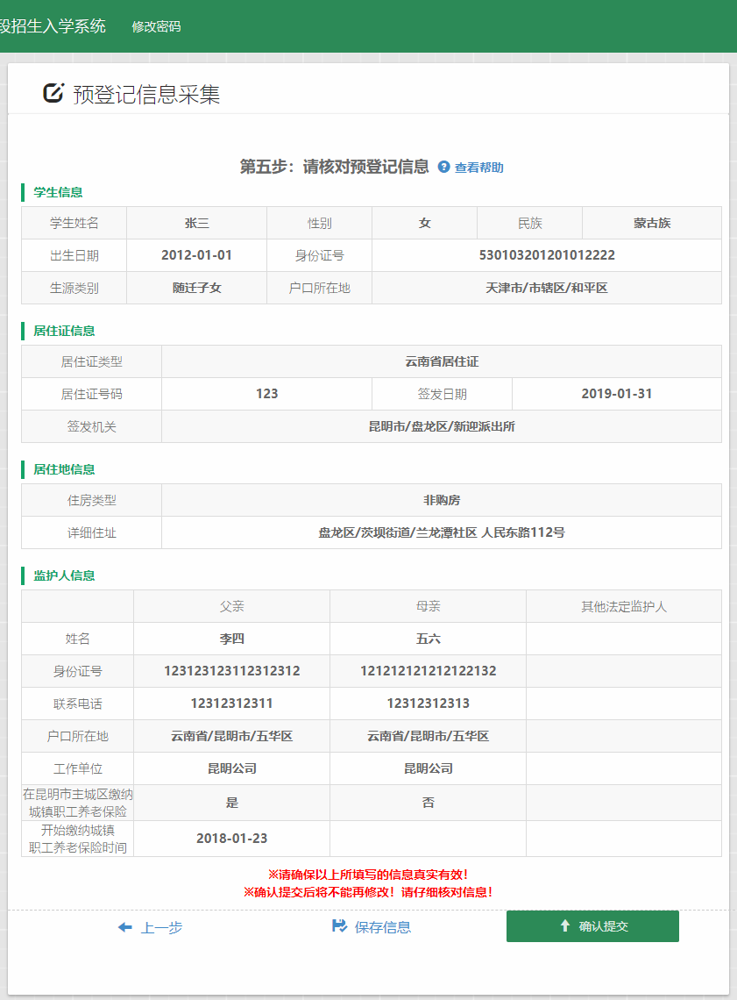 段招生入学系统 修改密码
预登记信息采集
第五步：请核对预登记信息 查看帮助
学生信息
学生姓名 张三 性别 女 民族 蒙古族
出生日期 2012-01-01 身份证号 530103201201012222
生源类别 随迁子女 户口所在地 天津市/市辖区/和平区
居住证信息
居住证类型 云南省居住证
居住证号码 123 签发日期 2019-01-31
签发机关 昆明市/盘龙区/新迎派出所
居住地信息
住房类型 非购房
详细住址 盘龙区/茨坝街道/兰龙潭社区 人民东路112号
监护人信息
父亲 母亲 其他法定监护人
姓名 李四 五六
身份证号 123123123112312312 121212121212122132
联系电话 12312312311 12312312313
户口所在地 云南省/昆明市/五华区 云南省/昆明市/五华区
工作单位 昆明公司 昆明公司
在昆明市主城区缴纳
城镇职工养老保险 是 否
开始缴纳城镇
职工养老保险时间 2018-01-23
※请确保以上所填写的信息真实有效！
※确认提交后将不能再修改！请仔细核对信息！
上一步 保存信息 确认提交